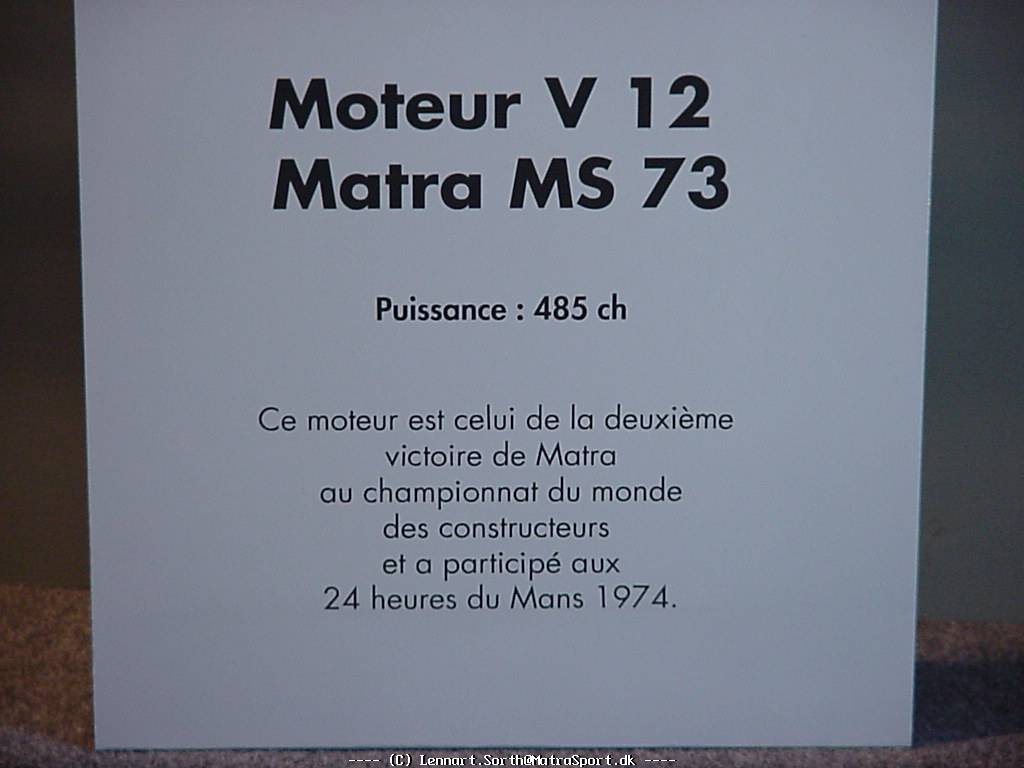 Moteur V 12
Matra MS 73
Puissance : 485 ch
Ce moteur est celui de la deuxième
victoire de Matra
au championnat du monde
des constructeurs
et a participé aux
24 heures du Mans 1974.
---- (C) Lennart.Sorth@MatraSport.dk ----